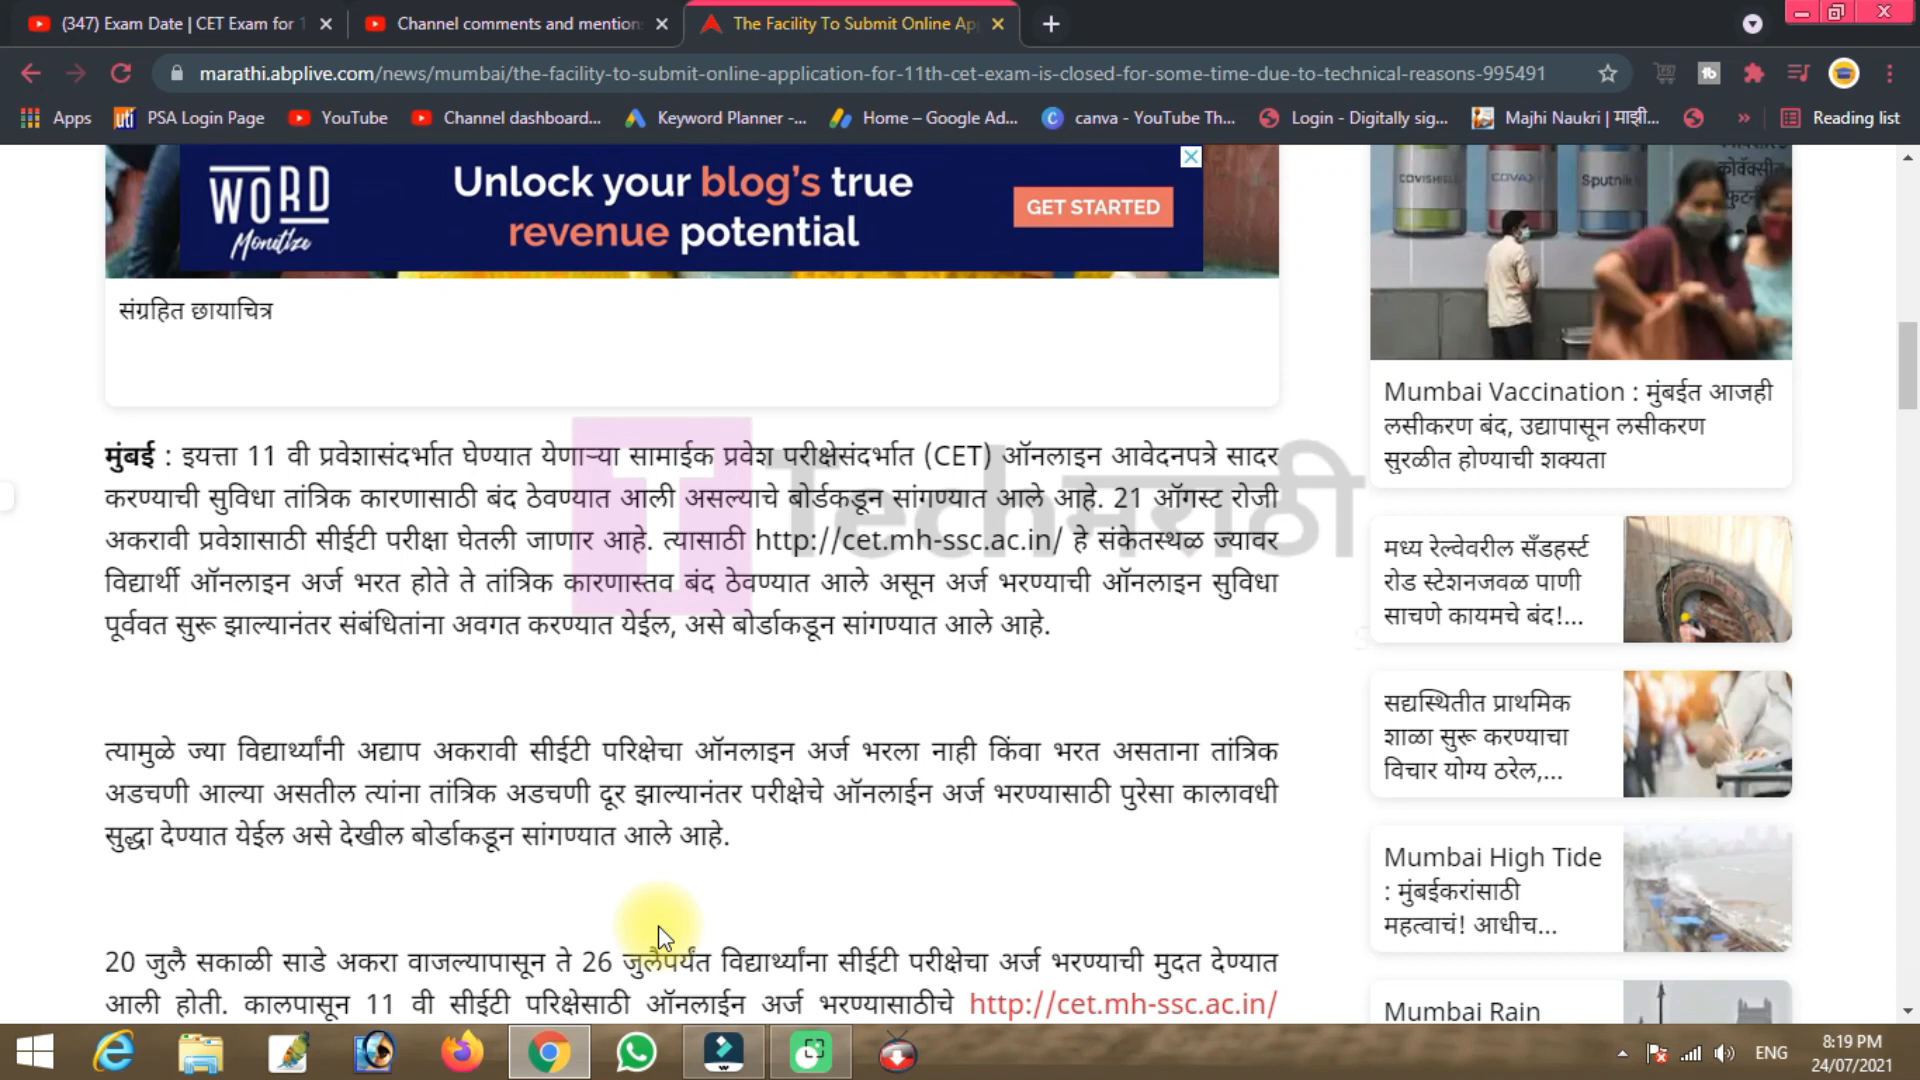 (347) Exam Date | CET Exam for 1
Channel comments and mention
The Facility To Submit Online Ap
marathi.abplive.com/news/mumbai/the-facility-to-submit-online-application-for-11th-cet-exam-is-closed-for-some-time-due-to-technical-reasons-995491
Apps
uti PSA Login Page
YouTube
Channel dashboard...
Keyword Planner -...
Home – Google Ad...
canva - YouTube Th...
Login - Digitally sig...
Majhi Naukri | माझी...
»
Reading list
WORD
Monetize
Unlock your blog's true
revenue potential
GET STARTED
संग्रहित छायाचित्र
मुंबई : इयत्ता 11 वी प्रवेशासंदर्भात घेण्यात येणाऱ्या सामाईक प्रवेश परीक्षेसंदर्भात (CET) ऑनलाइन आवेदनपत्रे सादर
करण्याची सुविधा तांत्रिक कारणासाठी बंद ठेवण्यात आली असल्याचे बोर्डकडून सांगण्यात आले आहे. 21 ऑगस्ट रोजी
अकरावी प्रवेशासाठी सीईटी परीक्षा घेतली जाणार आहे. त्यासाठी http://cet.mh-ssc.ac.in/ हे संकेतस्थळ ज्यावर
विद्यार्थी ऑनलाइन अर्ज भरत होते ते तांत्रिक कारणास्तव बंद ठेवण्यात आले असून अर्ज भरण्याची ऑनलाइन सुविधा
पूर्ववत सुरू झाल्यानंतर संबंधितांना अवगत करण्यात येईल, असे बोर्डाकडून सांगण्यात आले आहे.
Techमराठी
त्यामुळे ज्या विद्यार्थ्यांनी अद्याप अकरावी सीईटी परिक्षेचा ऑनलाइन अर्ज भरला नाही किंवा भरत असताना तांत्रिक
अडचणी आल्या असतील त्यांना तांत्रिक अडचणी दूर झाल्यानंतर परीक्षेचे ऑनलाईन अर्ज भरण्यासाठी पुरेसा कालावधी
सुद्धा देण्यात येईल असे देखील बोर्डाकडून सांगण्यात आले आहे.
20 जुलै सकाळी साडे अकरा वाजल्यापासून ते 26 जुलैपर्यंत विद्यार्थ्यांना सीईटी परीक्षेचा अर्ज भरण्याची मुदत देण्यात
आली होती. कालपासून 11 वी सीईटी परिक्षेसाठी ऑनलाईन अर्ज भरण्यासाठीचे http://cet.mh-ssc.ac.in/
COVISHIELD
COVAXIN
Sputnik
Mumbai Vaccination : मुंबईत आजही
लसीकरण बंद, उद्यापासून लसीकरण
सुरळीत होण्याची शक्यता
मध्य रेल्वेवरील सँडहर्स्ट
रोड स्टेशनजवळ पाणी
साचणे कायमचे बंद!...
सद्यस्थितीत प्राथमिक
शाळा सुरू करण्याचा
विचार योग्य ठरेल,...
Mumbai High Tide
: मुंबईकरांसाठी
महत्वाचं! आधीच...
Mumbai Rain
ENG
8:19 PM
24/07/2021